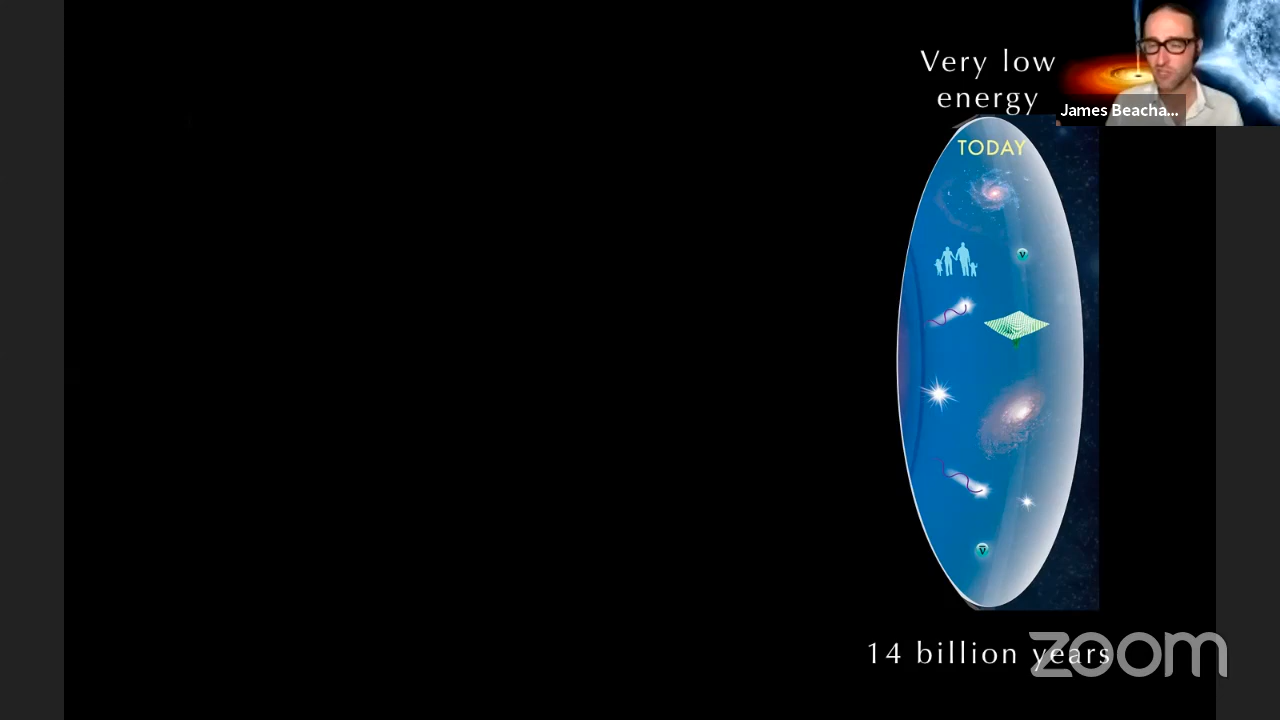 Very low
energy
James Beacha...
TODAY
ν
ν̅
14 billion years
zoom